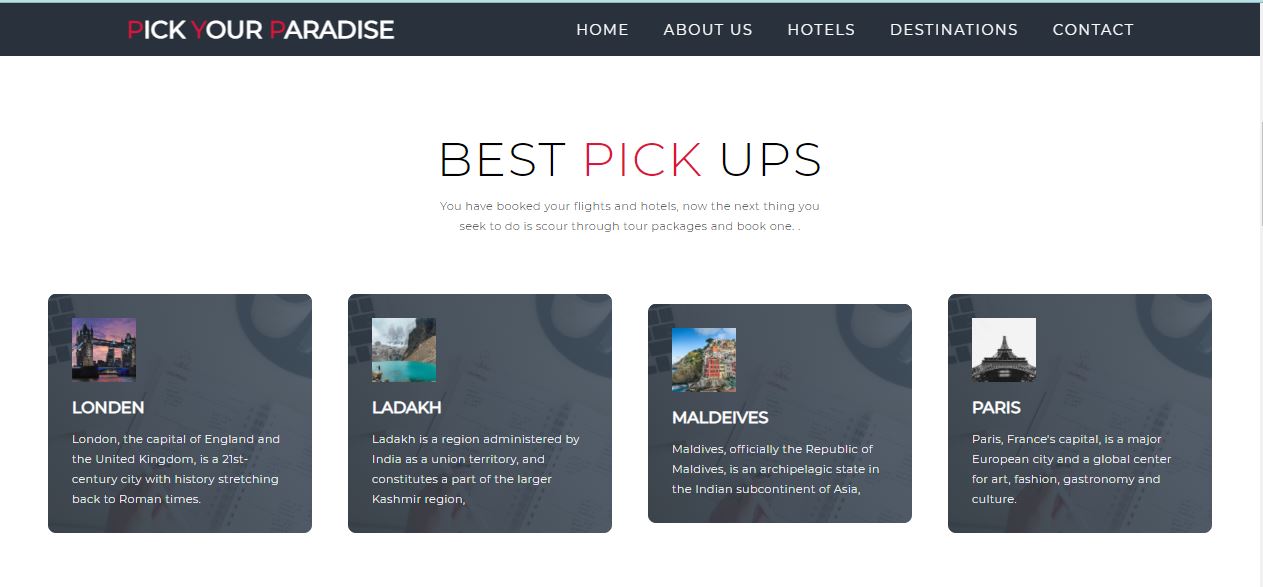 PICK YOUR PARADISE
HOME ABOUT US HOTELS DESTINATIONS CONTACT
BEST PICK UPS
You have booked your flights and hotels, now the next thing you
seek to do is scour through tour packages and book one. .
LONDEN
London, the capital of England and
the United Kingdom, is a 21st-
century city with history stretching
back to Roman times.
LADAKH
Ladakh is a region administered by
India as a union territory, and
constitutes a part of the larger
Kashmir region,
MALDEIVES
Maldives, officially the Republic of
Maldives, is an archipelagic state in
the Indian subcontinent of Asia,
PARIS
Paris, France's capital, is a major
European city and a global center
for art, fashion, gastronomy and
culture.